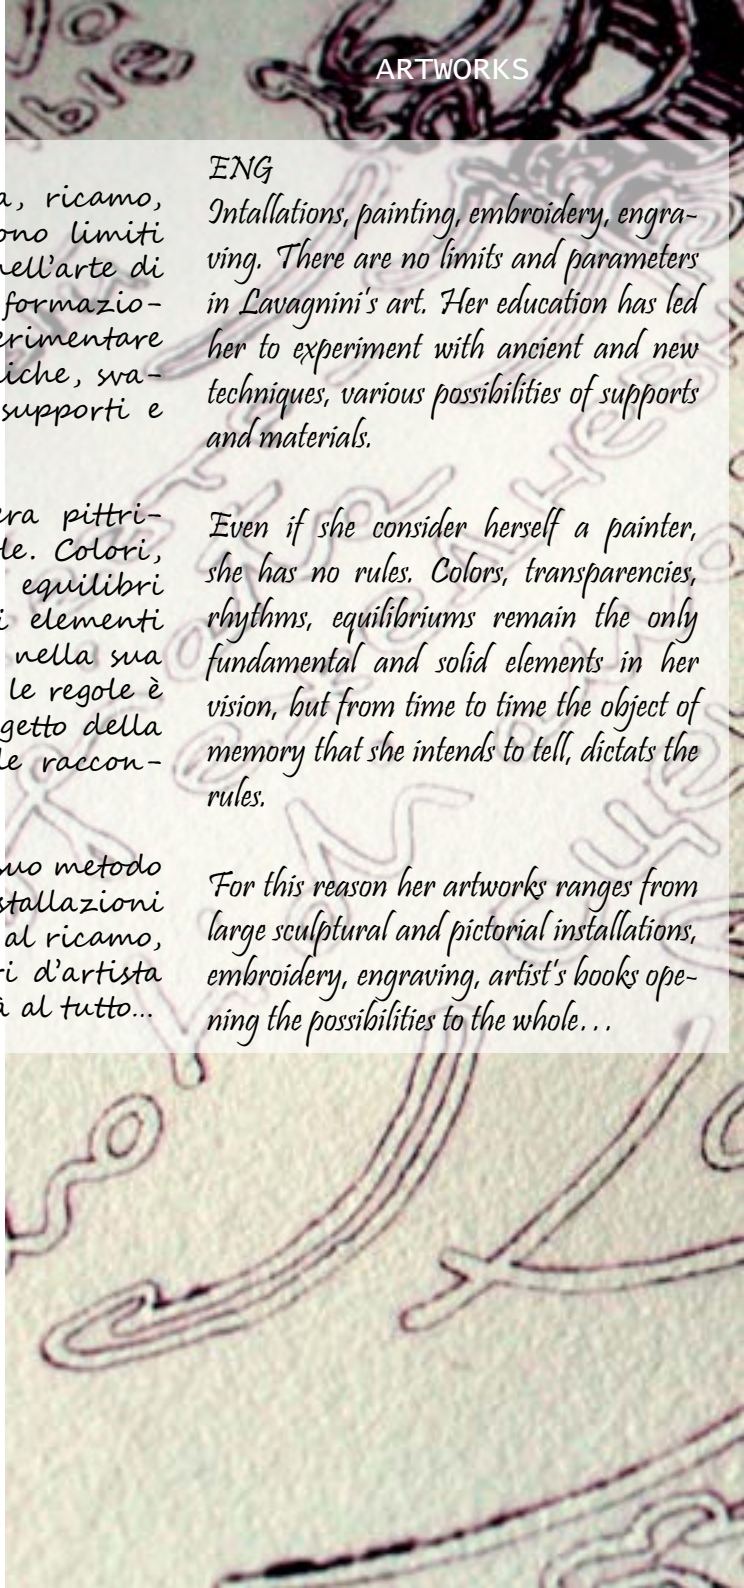 ARTWORKS
a, ricamo,
ono limiti
nell'arte di
formazio-
erimentare
iche, sva-
supporti e
era pittri-
le. Colori,
equilibri
i elementi
nella sua
le regole è
getto della
le raccon-
suo metodo
stallazioni
al ricamo,
ri d'artista
à al tutto...
ENG
Intallations, painting, embroidery, engra-
ving. There are no limits and parameters
in Lavagnini's art. Her education has led
her to experiment with ancient and new
techniques, various possibilities of supports
and materials.
Even if she consider herself a painter,
she has no rules. Colors, transparencies,
rhythms, equilibriums remain the only
fundamental and solid elements in her
vision, but from time to time the object of
memory that she intends to tell, dictats the
rules.
For this reason her artworks ranges from
large sculptural and pictorial installations,
embroidery, engraving, artist's books ope-
ning the possibilities to the whole...